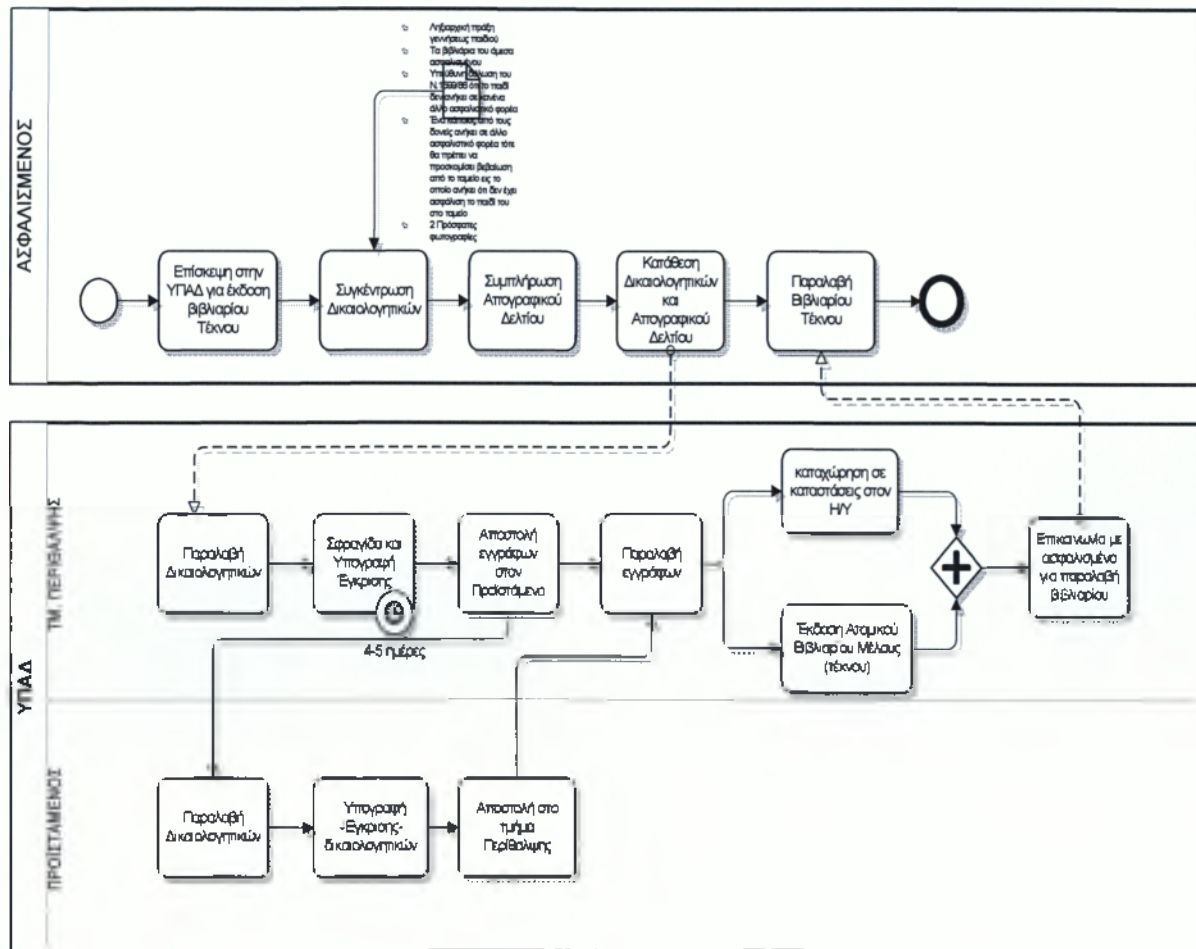 ΑΣΦΑΛΙΣΜΕΝΟΣ
Ληξιαρχική πράξη
γεννήσεως παιδιού
Τα βιβλιάρια του άμεσα
ασφαλισμένου
Υπεύθυνη δήλωση του
άλλο ασφαλιστικό φορέα
ανήκει σε άλλο
ασφαλιστικό φορέα τότε
θα πρέπει να
προσκομίσει βεβαίωση
από το ταμείο εις το
οποίο ανήκει ότι δεν έχει
ασφάλιση το παιδί του
στο ταμείο
2 Πρόσφατες
φωτογραφίες
Επίσκεψη στην
ΥΠΑΔ για έκδοση
βιβλιαρίου
Τέκνου
Συγκέντρωση
Δικαιολογητικών
Συμπλήρωση
Απογραφικού
Δελτίου
Κατάθεση
Δικαιολογητικών
και
Απογραφικού
Δελτίου
Παραλαβή
Βιβλιαρίου
Τέκνου
ΥΠΑΔ
ΤΜ. ΠΕΡΙΘΑΛΨΗΣ
Παραλαβή
Δικαιολογητικών
Σφραγίδα και
Υπογραφή
Έγκρισης
4-5 ημέρες
Αποστολή
εγγράφων
στον
Προϊστάμενο
Παραλαβή
εγγράφων
καταχώρηση σε
καταστάσεις στον
Η/Υ
Έκδοση Ατομικού
Βιβλιαρίου Μέλους
(τέκνου)
Επικοινωνία με
ασφαλισμένο
για παραλαβή
βιβλιαρίου
ΠΡΟΪΣΤΑΜΕΝΟΣ
Παραλαβή
Δικαιολογητικών
Υπογραφή
-Έγκρισης-
δικαιολογητικών
Αποστολή στο
τμήμα
Περίθαλψης